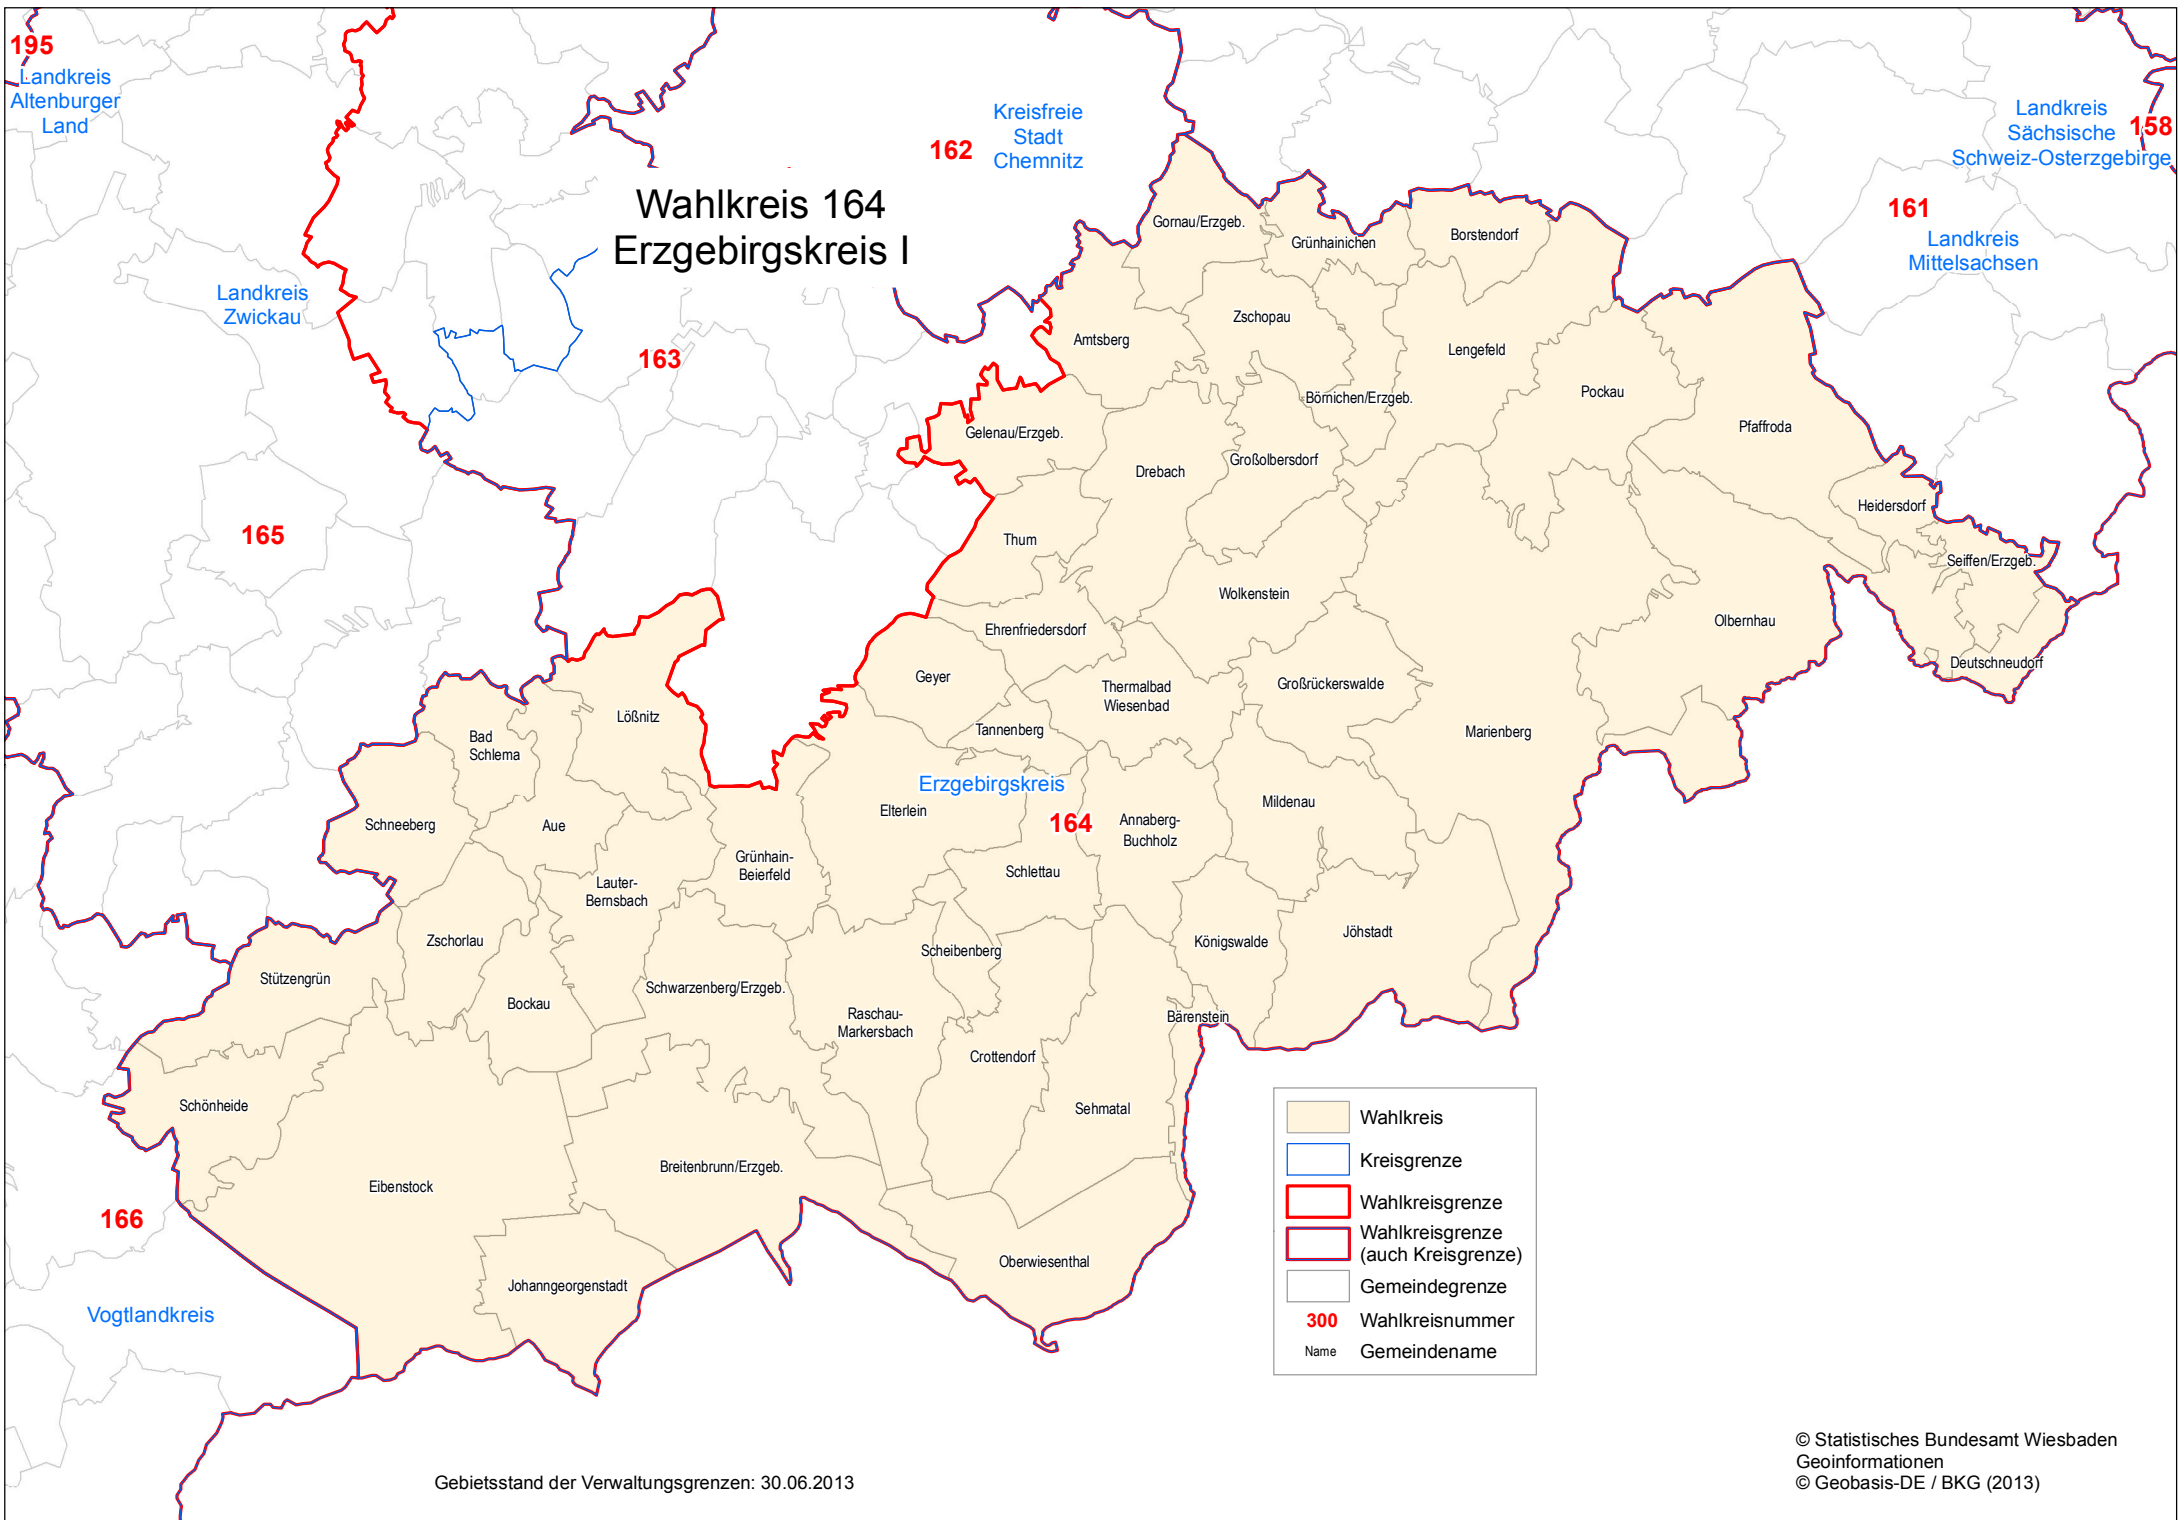 195
Landkreis
Altenburger
Land
Kreisfreie
Stadt
Chemnitz
162
Landkreis
Sächsische
Schweiz-Osterzgebirge
158
Wahlkreis 164
Erzgebirgskreis I
161
Landkreis
Mittelsachsen
Landkreis
Zwickau
163
165
Gornau/Erzgeb.
Grünhainichen
Borstendorf
Zschopau
Amtsberg
Lengefeld
Pockau
Börnichen/Erzgeb.
Pfaffroda
Gelenau/Erzgeb.
Drebach
Großolbersdorf
Heidersdorf
Thum
Seiffen/Erzgeb.
Wolkenstein
Olbernhau
Ehrenfriedersdorf
Deutschneudorf
Geyer
Thermalbad
Wiesenbad
Großrückerswalde
Lößnitz
Tannenberg
Marienberg
Bad
Schlema
Erzgebirgskreis
164
Elterlein
Mildenau
Schneeberg
Aue
Annaberg-
Buchholz
Grünhain-
Beierfeld
Schlettau
Lauter-
Bernsbach
Zschorlau
Scheibenberg
Königswalde
Jöhstadt
Stützengrün
Bockau
Schwarzenberg/Erzgeb.
Raschau-
Markersbach
Bärenstein
Crottendorf
Schönheide
Sehmatal
Breitenbrunn/Erzgeb.
Eibenstock
166
Oberwiesenthal
Johanngeorgenstadt
Vogtlandkreis
Wahlkreis
Kreisgrenze
Wahlkreisgrenze
Wahlkreisgrenze
(auch Kreisgrenze)
Gemeindegrenze
300 Wahlkreisnummer
Name Gemeindename
Gebietsstand der Verwaltungsgrenzen: 30.06.2013
© Statistisches Bundesamt Wiesbaden
Geoinformationen
© Geobasis-DE / BKG (2013)